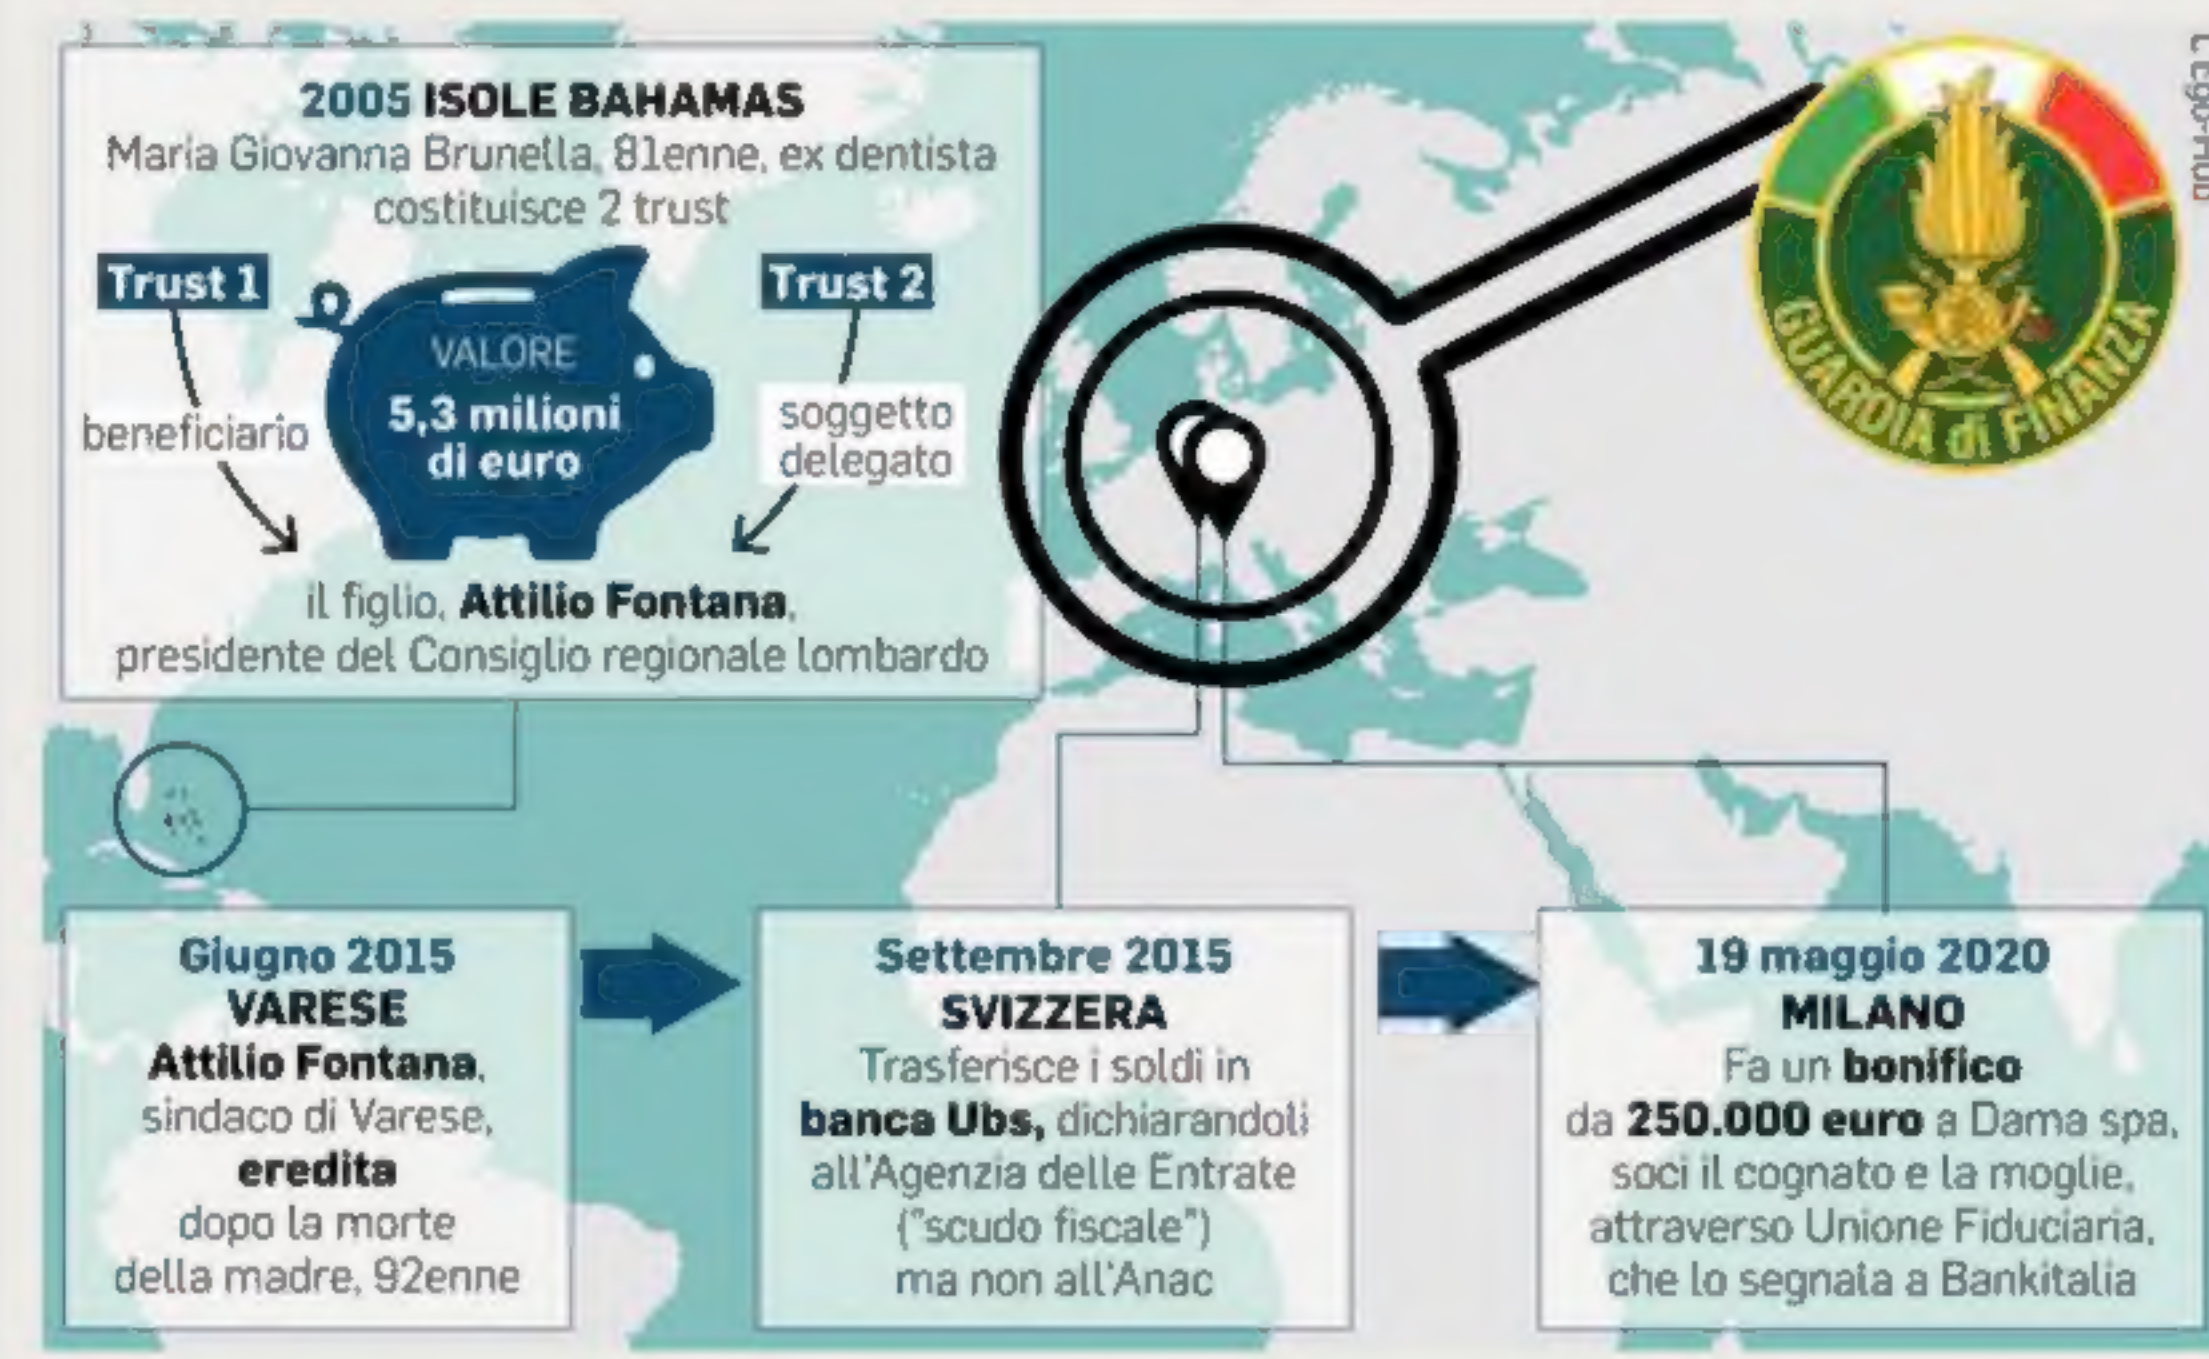 2005 ISOLE BAHAMAS
Maria Giovanna Brunella, 81enne, ex dentista
costituisce 2 trust
Trust 1
Trust 2
VALORE
5,3 milioni
di euro
beneficiario
soggetto
delegato
il figlio, Attilio Fontana,
presidente del Consiglio regionale lombardo
GUARDIA di FINANZA
L'Ego-Hub
Giugno 2015
VARESE
Attilio Fontana,
sindaco di Varese,
eredita
dopo la morte
della madre, 92enne
Settembre 2015
SVIZZERA
Trasferisce i soldi in
banca Ubs, dichiarandoli
all'Agenzia delle Entrate
("scudo fiscale")
ma non all'Anac
19 maggio 2020
MILANO
Fa un bonifico
da 250.000 euro a Dama spa,
soci il cognato e la moglie,
attraverso Unione Fiduciaria,
che lo segnala a Bankitalia